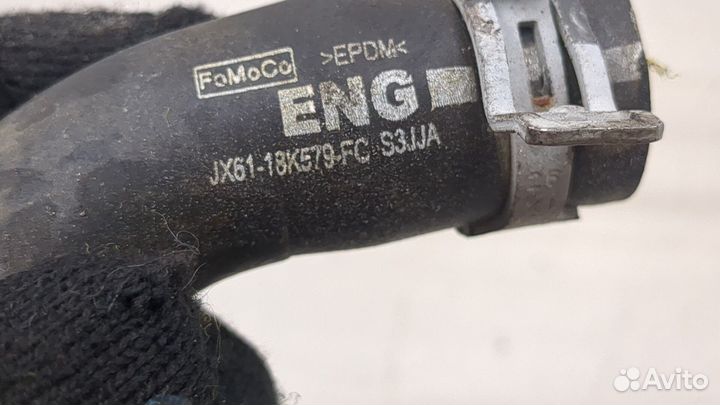 FoMoCo
>EPDM<
ENG
JX61-18K579-FC S3JJA
Avito